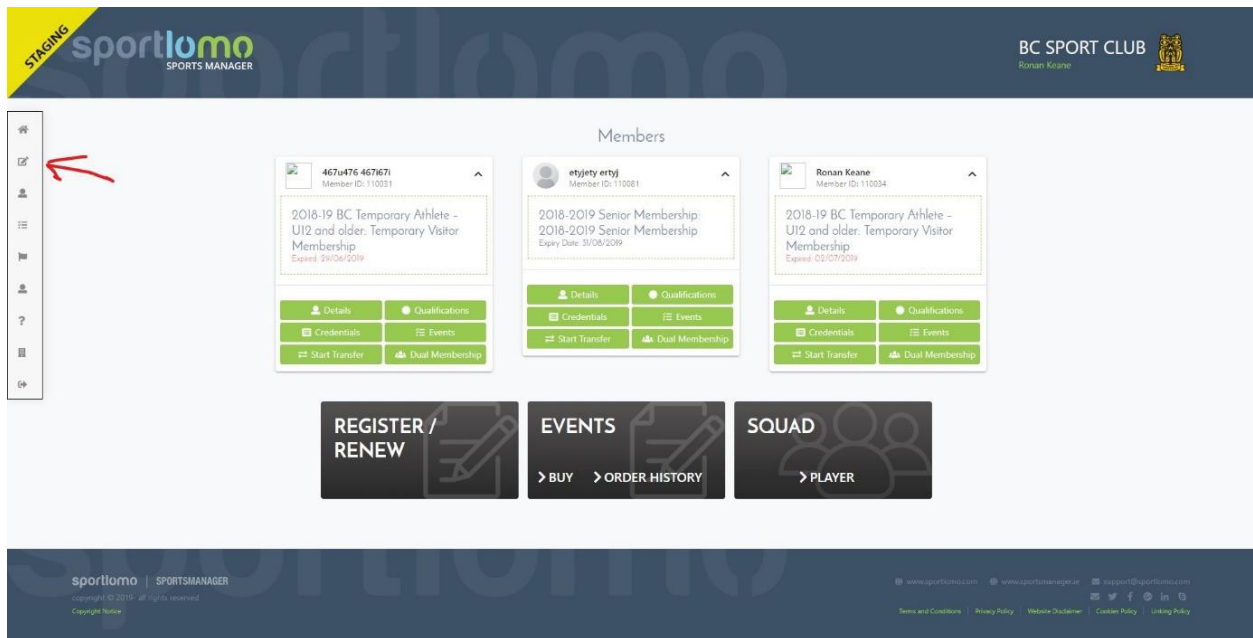 STAGING
sportlomo
SPORTS MANAGER
BC SPORT CLUB
Ronan Keane
Members
467u476 467i67i
Member ID: 110031
2018-19 BC Temporary Athlete –
U12 and older: Temporary Visitor
Membership
Expired: 29/06/2019
Details
Qualifications
Credentials
Events
Start Transfer
Dual Membership
etyjety ertyj
Member ID: 110081
2018-2019 Senior Membership:
2018-2019 Senior Membership
Expiry Date: 31/08/2019
Details
Qualifications
Credentials
Events
Start Transfer
Dual Membership
Ronan Keane
Member ID: 110034
2018-19 BC Temporary Athlete –
U12 and older: Temporary Visitor
Membership
Expired: 02/07/2019
Details
Qualifications
Credentials
Events
Start Transfer
Dual Membership
REGISTER /
RENEW
EVENTS
BUY ORDER HISTORY
SQUAD
PLAYER
sportlomo | SPORTSMANAGER
copyright © 2019- all rights reserved
Copyright Notice
www.sportlomo.com www.sportsmanager.ie support@sportlomo.com
Terms and Conditions | Privacy Policy | Website Disclaimer | Cookies Policy | Linking Policy